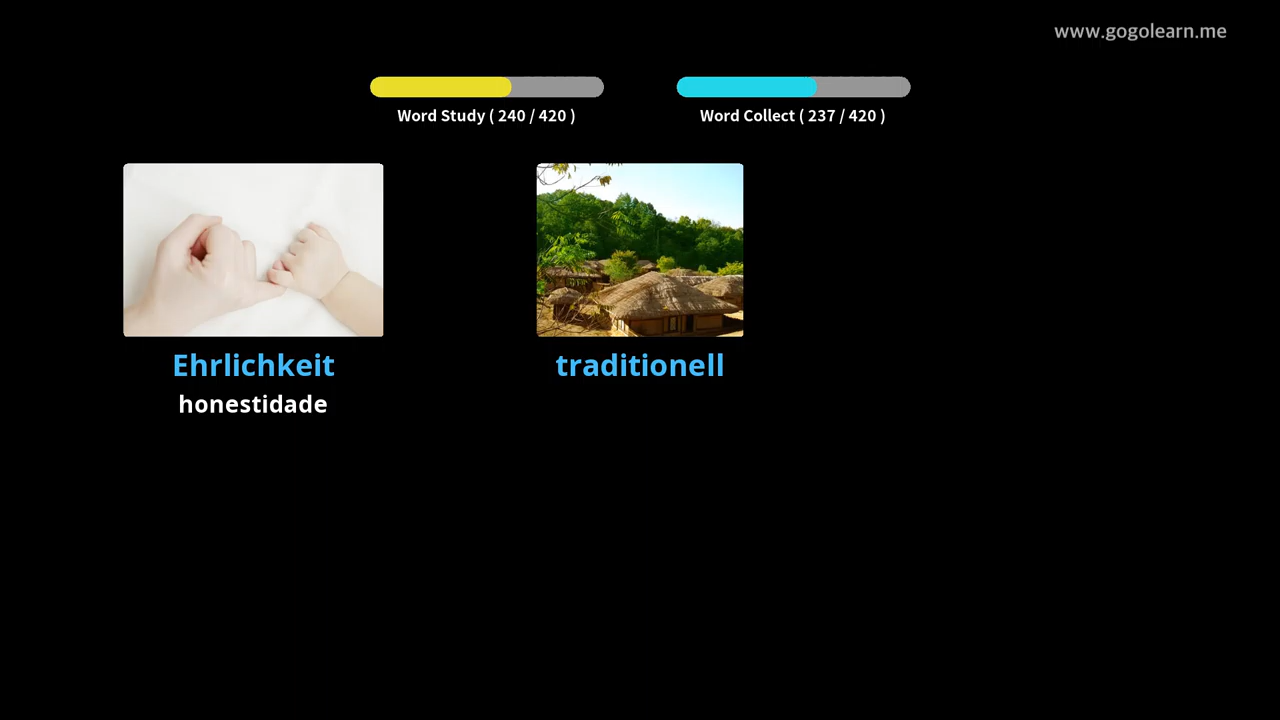 www.gogolearn.me
Word Study ( 240 / 420 )
Word Collect ( 237 / 420 )
Ehrlichkeit
honestidade
traditionell